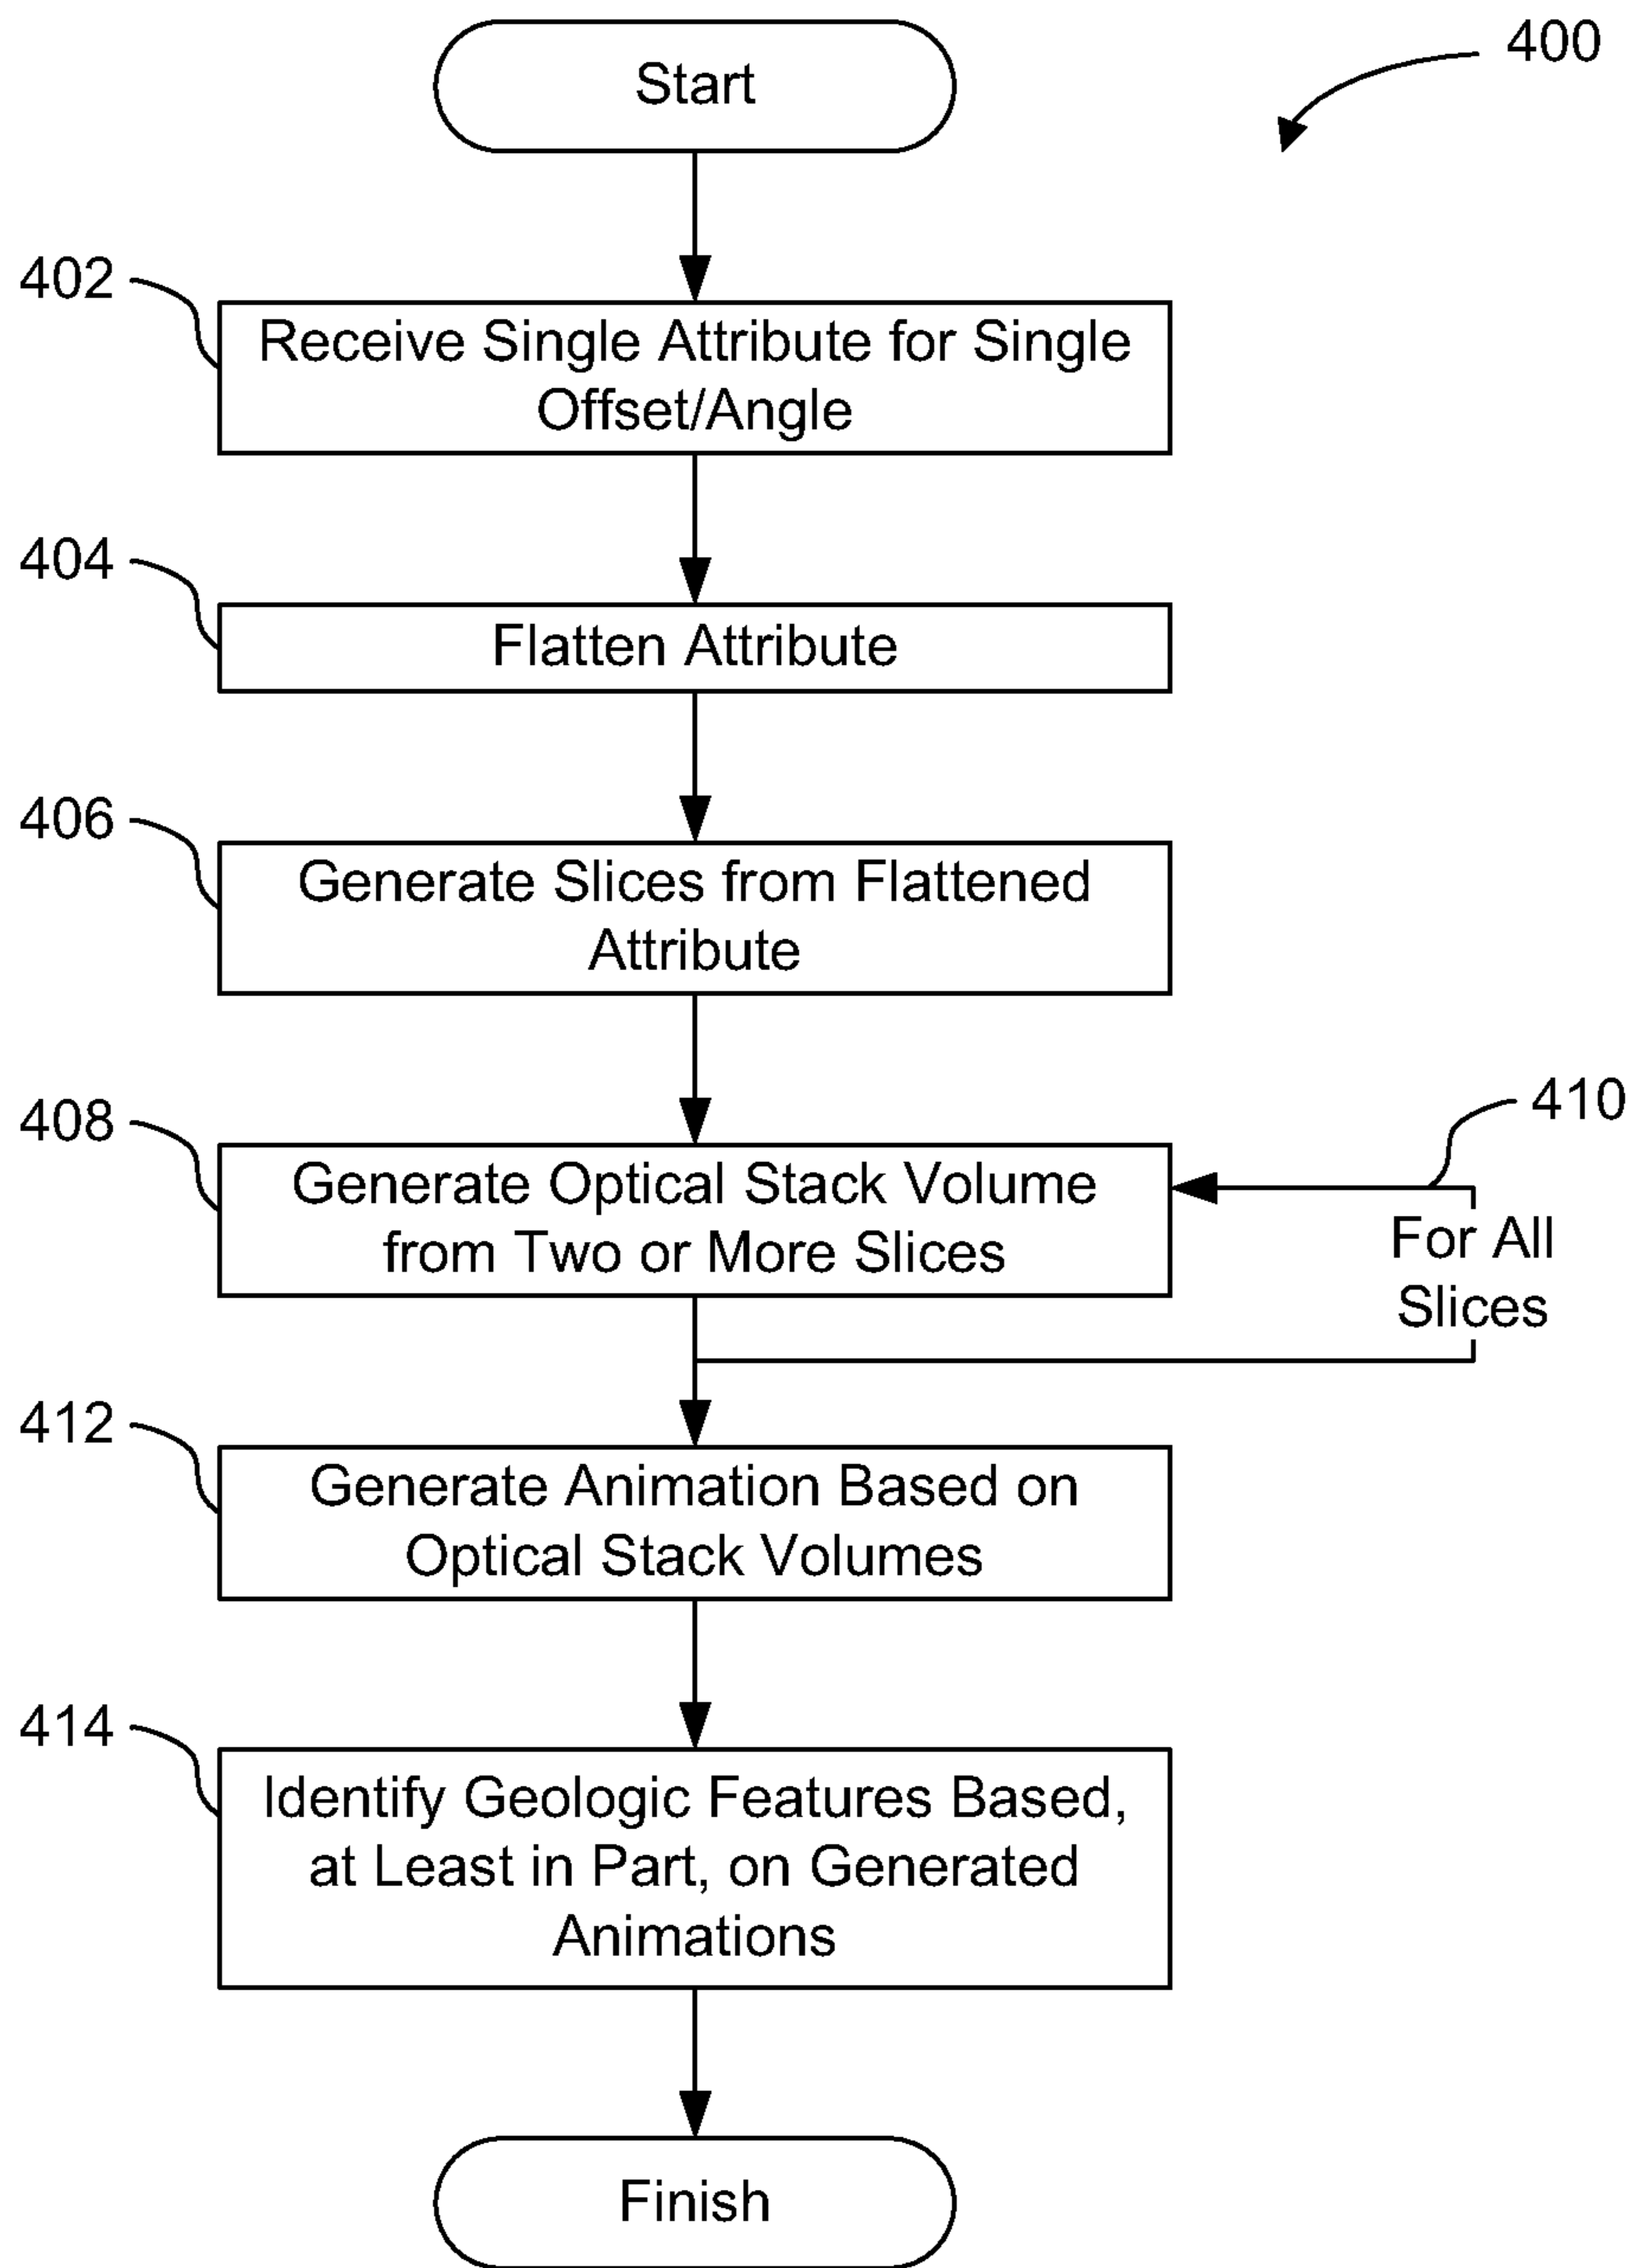 Start
400
402
Receive Single Attribute for Single
Offset/Angle
404
Flatten Attribute
406
Generate Slices from Flattened
Attribute
408
Generate Optical Stack Volume
from Two or More Slices
410
For All
Slices
412
Generate Animation Based on
Optical Stack Volumes
414
Identify Geologic Features Based,
at Least in Part, on Generated
Animations
Finish